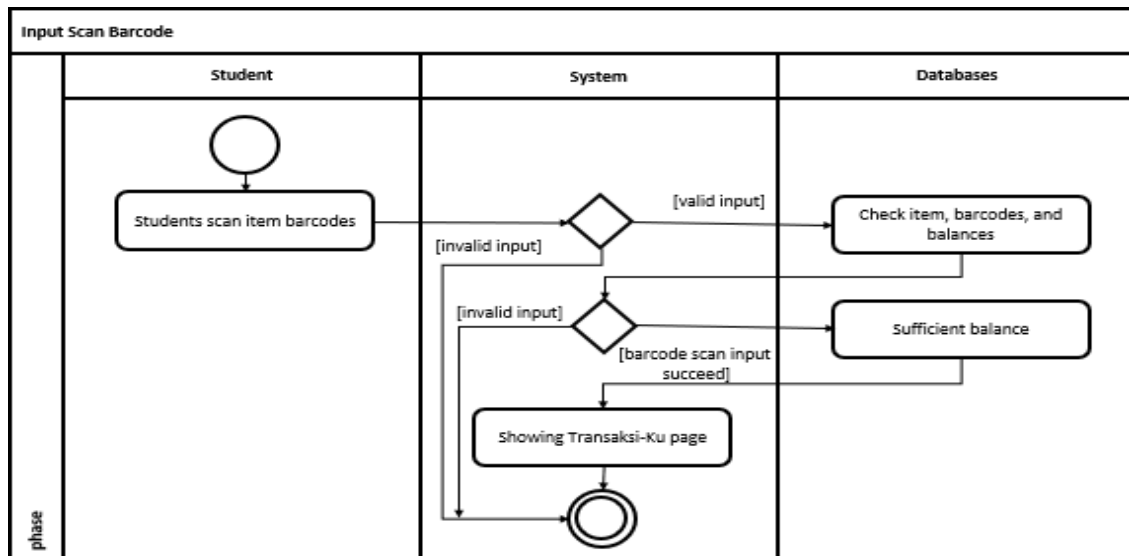 Input Scan Barcode
phase
Student
System
Databases
Students scan item barcodes
[valid input]
Check item, barcodes, and
balances
[invalid input]
[invalid input]
Sufficient balance
[barcode scan input
succeed]
Showing Transaksi-Ku page